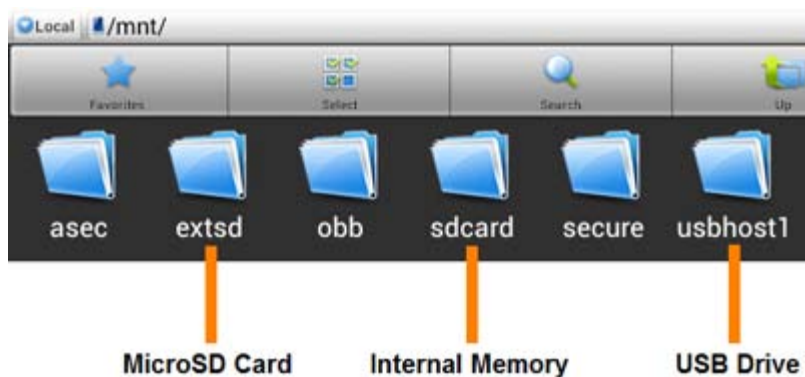 Local /mnt/
Favorites Select Search Up
asec extsd obb sdcard secure usbhost1
MicroSD Card Internal Memory USB Drive